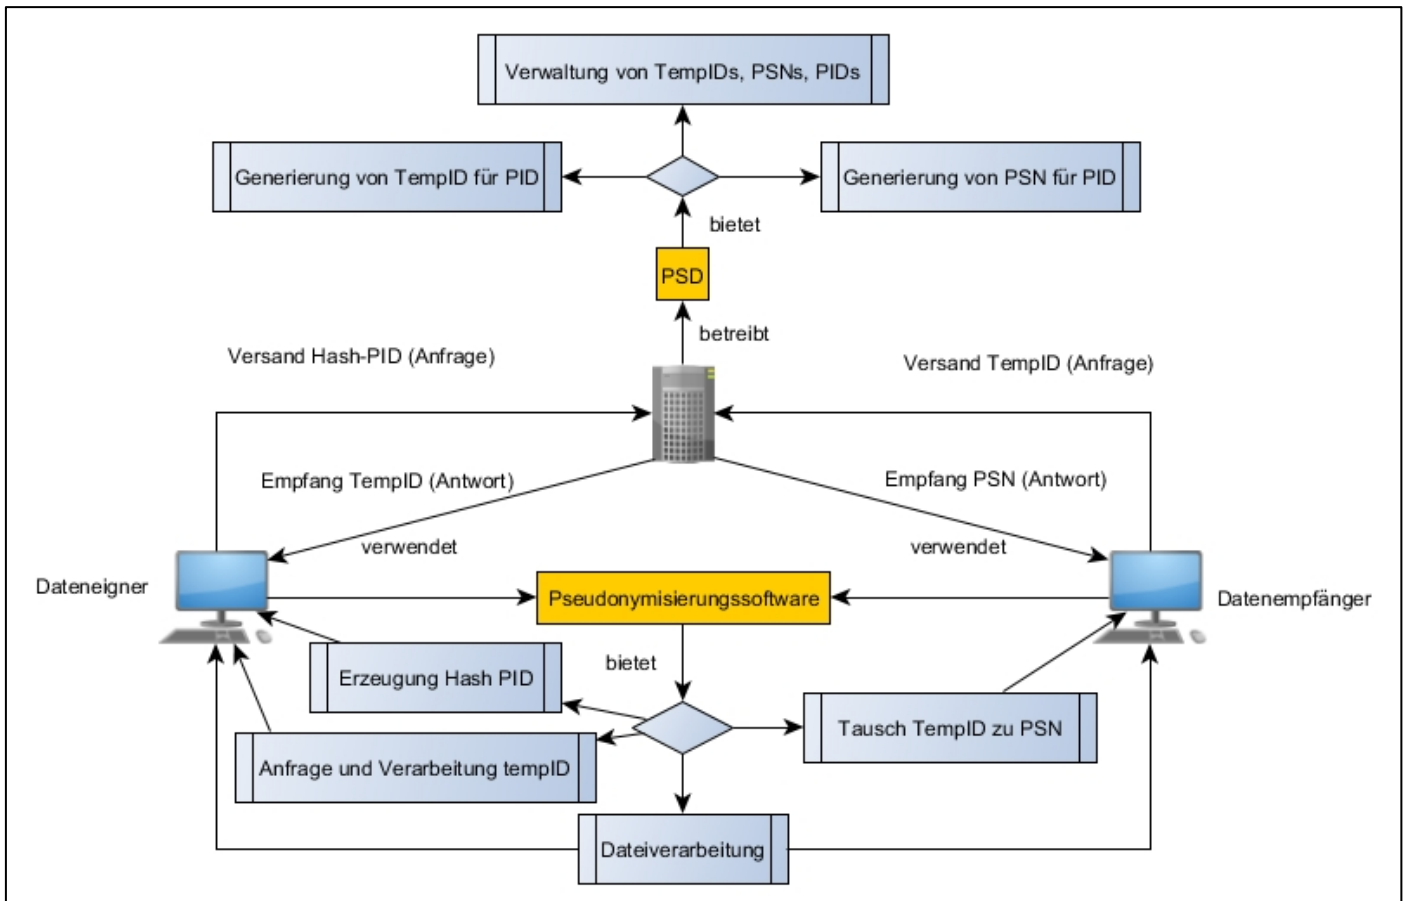 Verwaltung von TempIDs, PSNs, PIDs
Generierung von TempID für PID
Generierung von PSN für PID
bietet
PSD
betreibt
Versand Hash-PID (Anfrage)
Versand TempID (Anfrage)
Empfang TempID (Antwort)
Empfang PSN (Antwort)
verwendet
verwendet
Dateneigner
Pseudonymisierungssoftware
Datenempfänger
bietet
Erzeugung Hash PID
Tausch TempID zu PSN
Anfrage und Verarbeitung tempID
Dateiverarbeitung